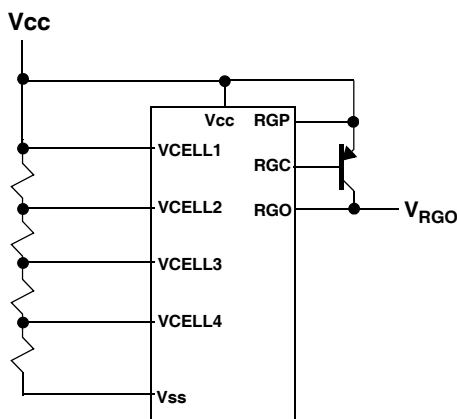 Vcc
Vcc
RGP
VCELL1
RGC
VCELL2
RGO
VRGO
VCELL3
VCELL4
Vss